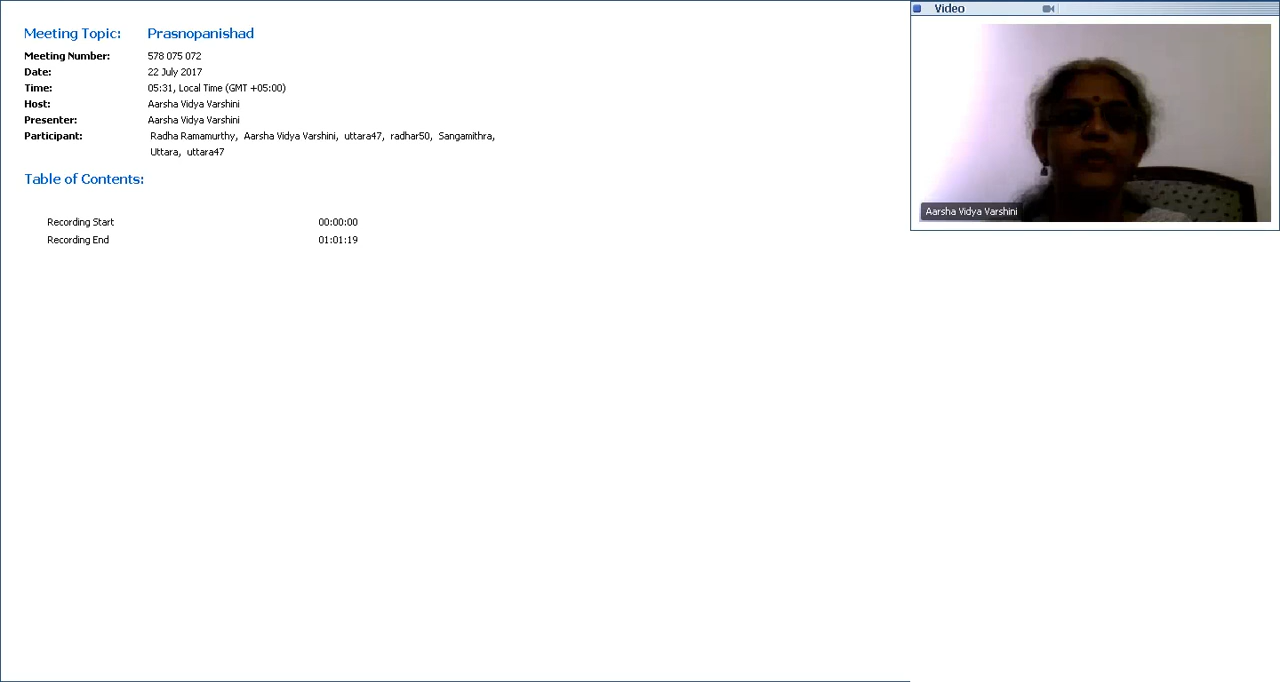 Meeting Topic: Prasnopanishad
Meeting Number: 578 075 072
Date: 22 July 2017
Time: 05:31, Local Time (GMT +05:00)
Host: Aarsha Vidya Varshini
Presenter: Aarsha Vidya Varshini
Participant: Radha Ramamurthy, Aarsha Vidya Varshini, uttara47, radhar50, Sangamithra,
Uttara, uttara47
Table of Contents:
Recording Start 00:00:00
Recording End 01:01:19
Video
Aarsha Vidya Varshini